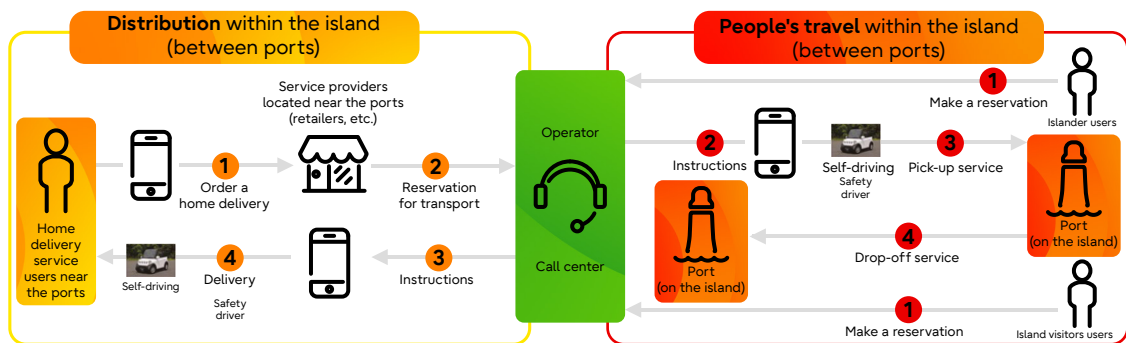 Distribution within the island
(between ports)
Service providers
located near the ports
(retailers, etc.)
1
Order a
home delivery
2
Reservation
for transport
Home
delivery
service
users near
the ports
Self-driving
4
Delivery
Safety
driver
3
Instructions
Operator
Call center
People's travel within the island
(between ports)
1
Make a reservation
Islander users
2
Instructions
Self-driving
Safety
driver
3
Pick-up service
Port
(on the island)
4
Drop-off service
Port
(on the island)
1
Make a reservation
Island visitors users